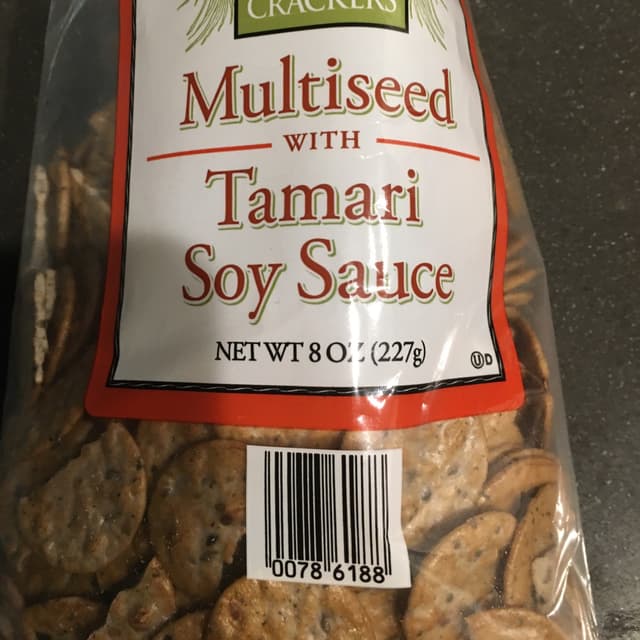 CRACKERS
Multiseed
WITH
Tamari
Soy Sauce
NET WT 8 OZ (227g)
U D
0078 6188